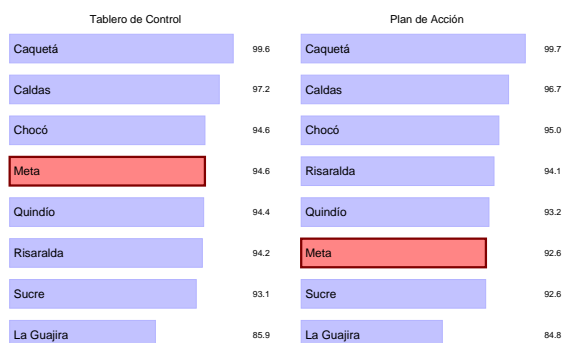 Tablero de Control
Caquetá 99.6
Caldas 97.2
Chocó 94.6
Meta 94.6
Quindío 94.4
Risaralda 94.2
Sucre 93.1
La Guajira 85.9
Plan de Acción
Caquetá 99.7
Caldas 96.7
Chocó 95.0
Risaralda 94.1
Quindío 93.2
Meta 92.6
Sucre 92.6
La Guajira 84.8